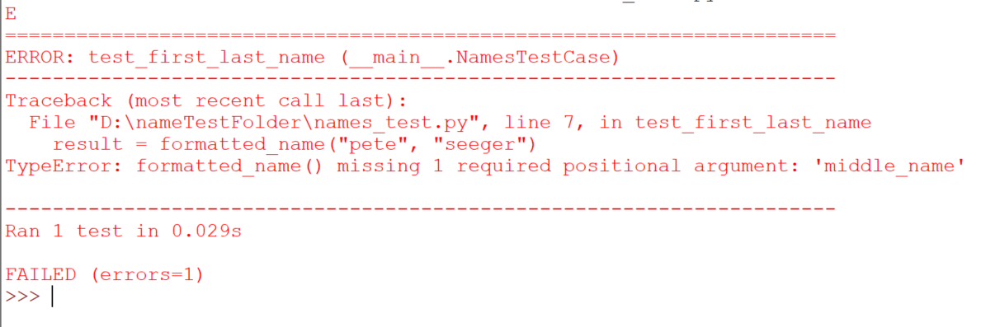 E
======================================================================
ERROR: test_first_last_name (__main__.NamesTestCase)
----------------------------------------------------------------------
Traceback (most recent call last):
  File "D:\nameTestFolder\names_test.py", line 7, in test_first_last_name
    result = formatted_name("pete", "seeger")
TypeError: formatted_name() missing 1 required positional argument: 'middle_name'

----------------------------------------------------------------------
Ran 1 test in 0.029s

FAILED (errors=1)
>>>